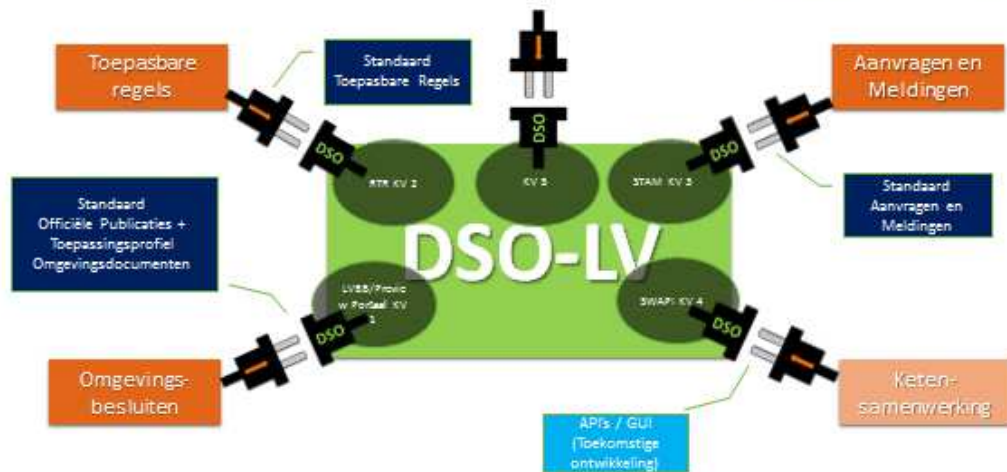 Toepasbare
regels
Standaard
Toepasbare Regels
DSO
Aanvragen en
Meldingen
DSO
DSO
RTR KV 2
KV 5
STAM KV 3
Standaard
Officiële Publicaties +
Toepassingsprofiel
Omgevingsdocumenten
Standaard
Aanvragen en
Meldingen
DSO-LV
LVBB/Previe
w Portaal KV
1
SWAPI KV 4
DSO
DSO
Omgevings-
besluiten
Keten-
samenwerking
API's / GUI
(Toekomstige
ontwikkeling)